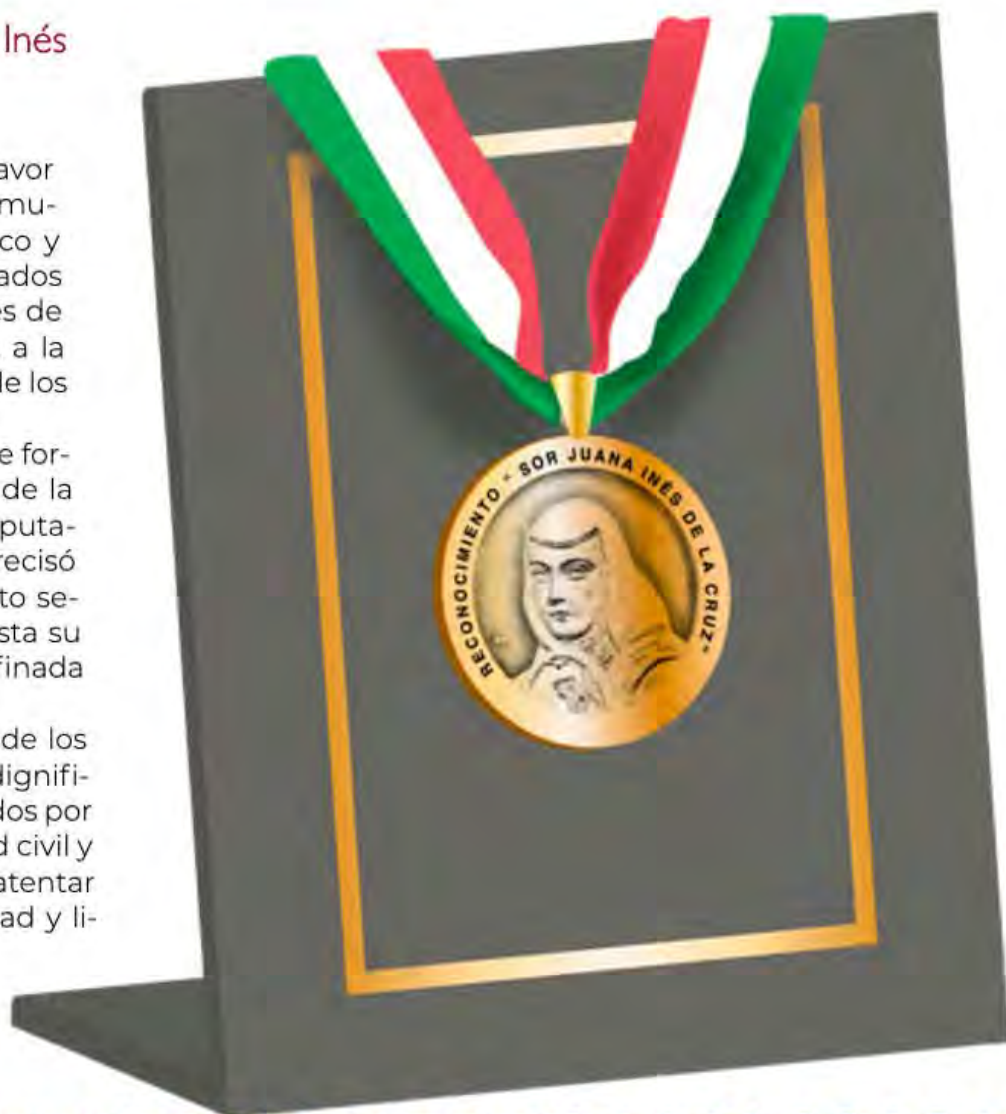 Inés
avor
mu-
co y
ados
es de
a la
de los
e for-
de la
puta-
recisó
to se-
sta su
finada
de los
dignifi-
dos por
d civil y
atentar
ad y li-
RECONOCIMIENTO "SOR JUANA INÉS DE LA CRUZ"